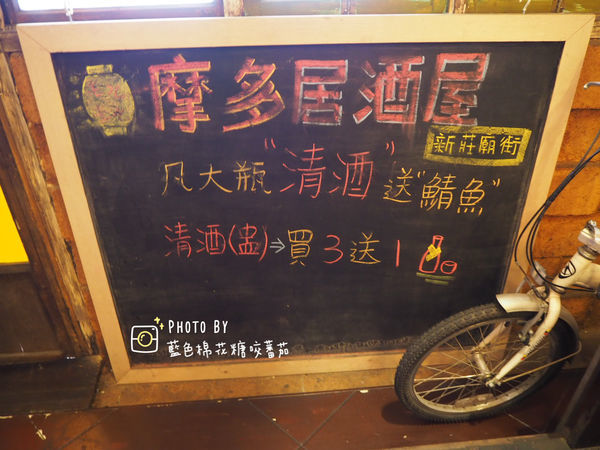 摩多居酒屋
新莊廟街
凡大瓶"清酒"送"鯖魚"
清酒(盅)⇒買3送1
PHOTO BY
藍色棉花糖咬蕃茄